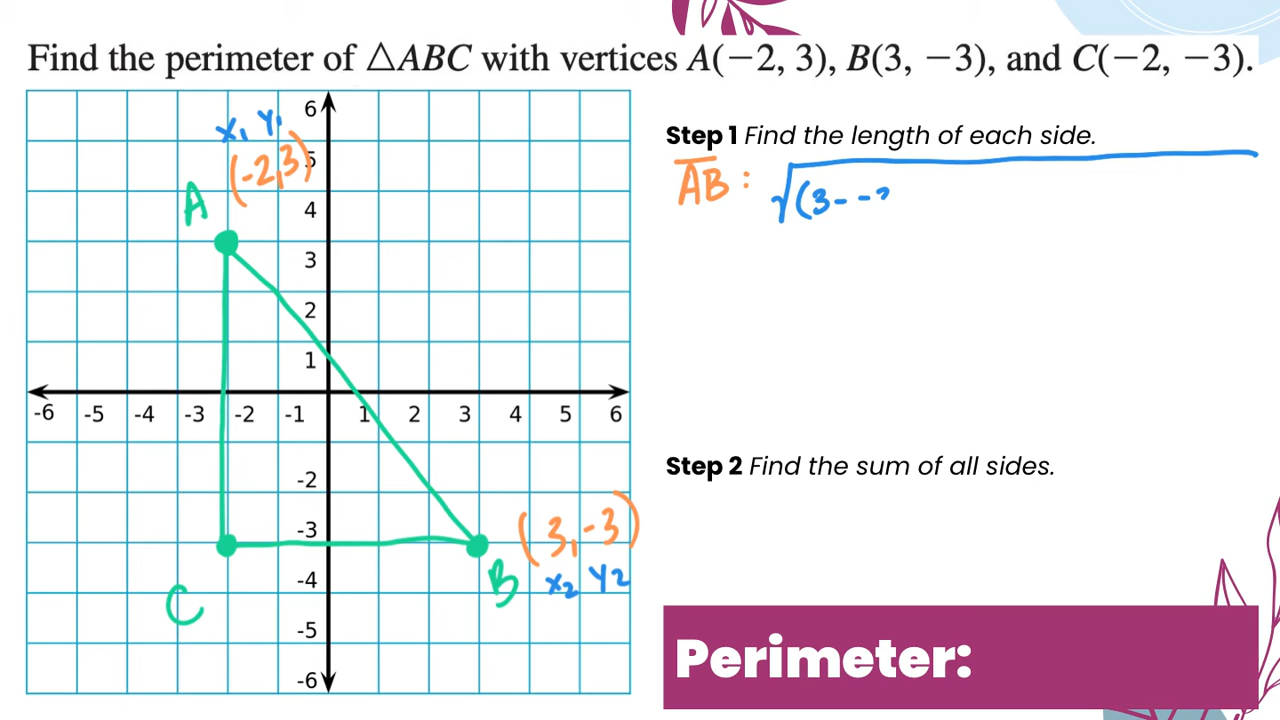 Find the perimeter of △ABC with vertices A(−2, 3), B(3, −3), and C(−2, −3).
Step 1 Find the length of each side.
AB : √(3- -2
x₁ y₁
(-2,3)
A
6
5
4
3
2
1
-6 -5 -4 -3 -2 -1 1 2 3 4 5 6
-2
-3
-4
-5
-6
(3,-3)
B x₂ y₂
C
Step 2 Find the sum of all sides.
Perimeter: